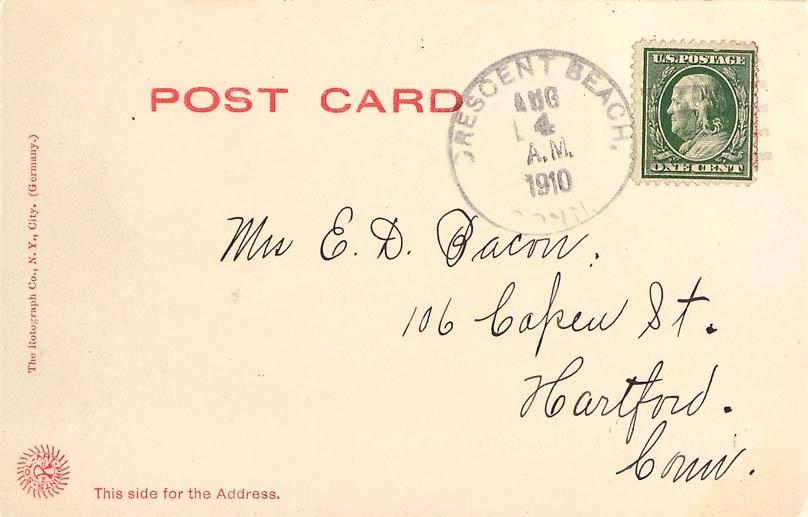 POST CARD
CRESCENT BEACH,
AUG
4
A.M.
1910
CONN.
U.S. POSTAGE
ONE CENT
Mrs E. D. Bacon.
106 Capen St.
Hartford.
Conn.
The Rotograph Co., N. Y., City. (Germany.)
This side for the Address.